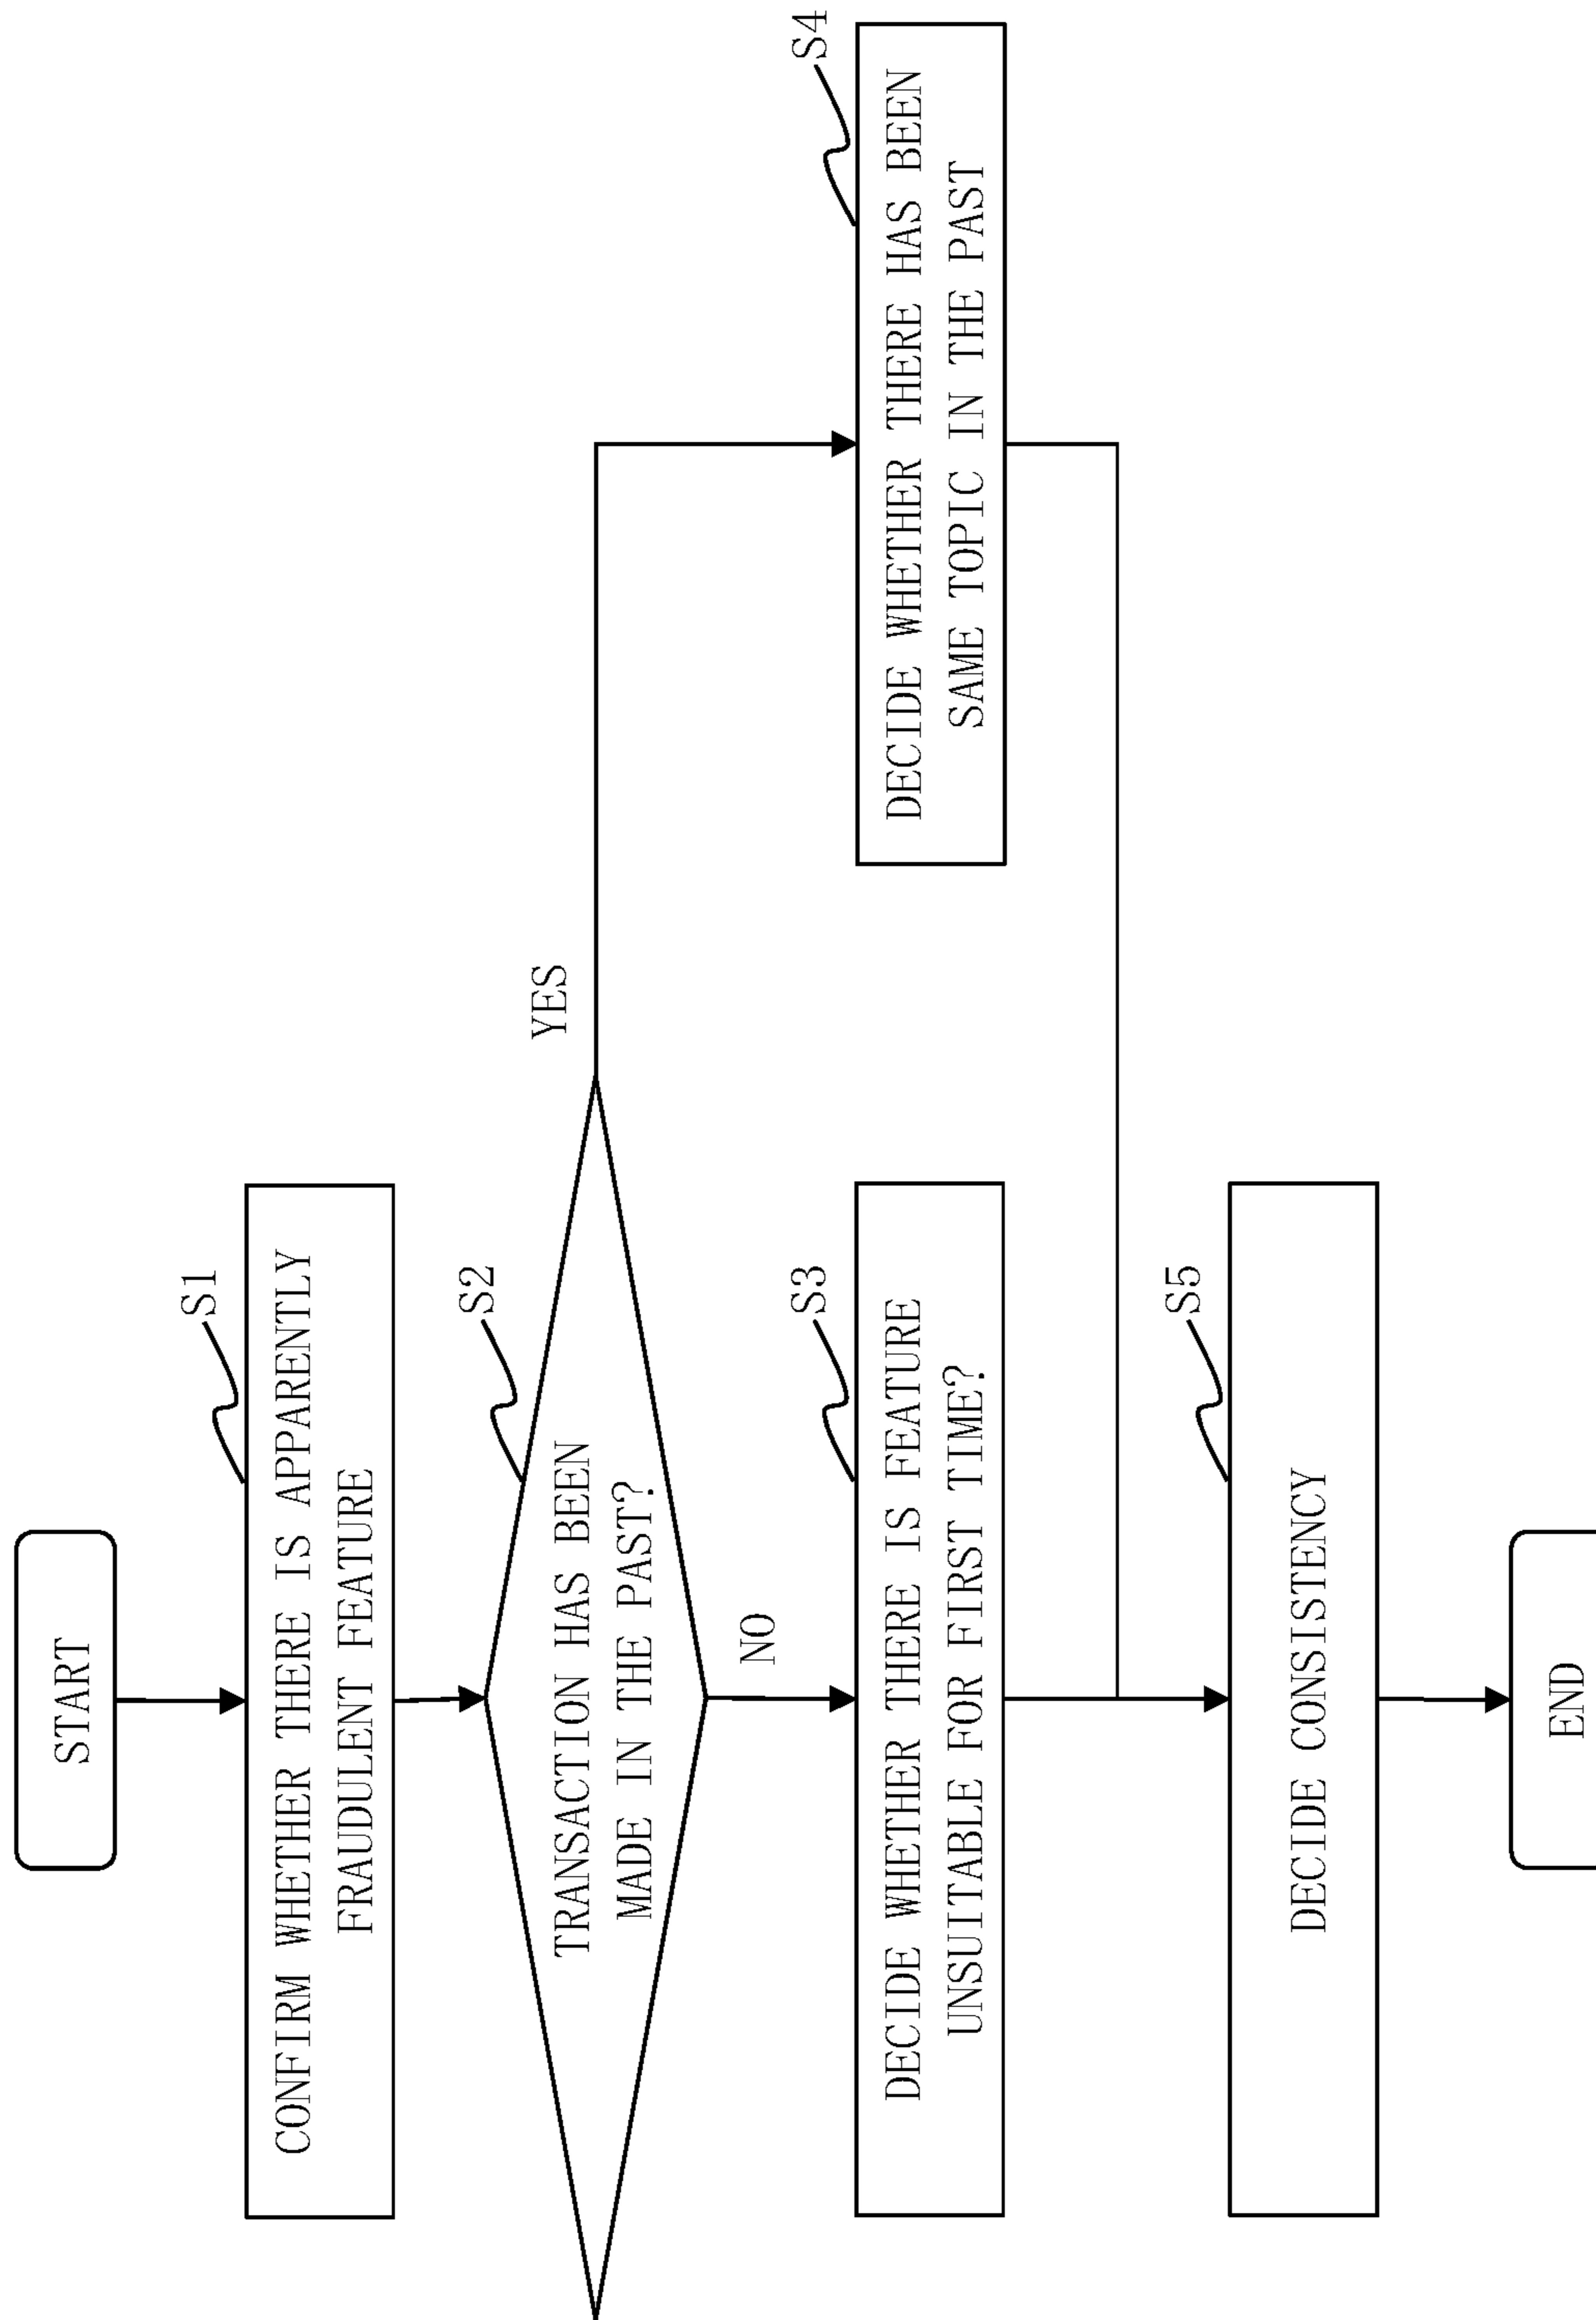 START
S1
CONFIRM WHETHER THERE IS APPARENTLY
FRAUDULENT FEATURE
S2
TRANSACTION HAS BEEN
MADE IN THE PAST?
YES
NO
S3
DECIDE WHETHER THERE IS FEATURE
UNSUITABLE FOR FIRST TIME?
S4
DECIDE WHETHER THERE HAS BEEN
SAME TOPIC IN THE PAST
S5
DECIDE CONSISTENCY
END